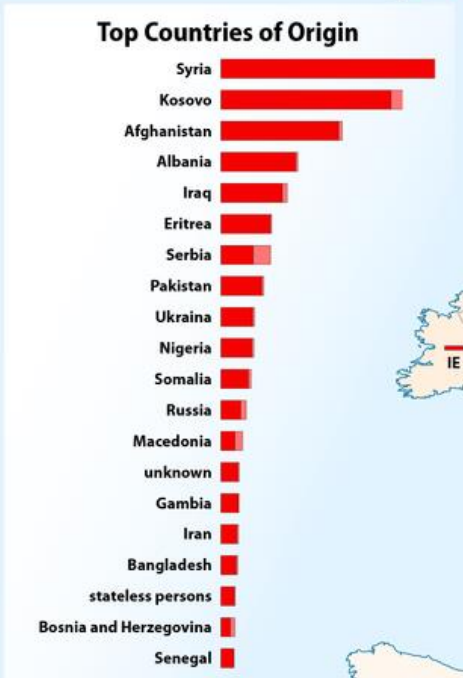 Top Countries of Origin
Syria
Kosovo
Afghanistan
Albania
Iraq
Eritrea
Serbia
Pakistan
Ukraina
Nigeria
Somalia
Russia
Macedonia
unknown
Gambia
Iran
Bangladesh
stateless persons
Bosnia and Herzegovina
Senegal
IE